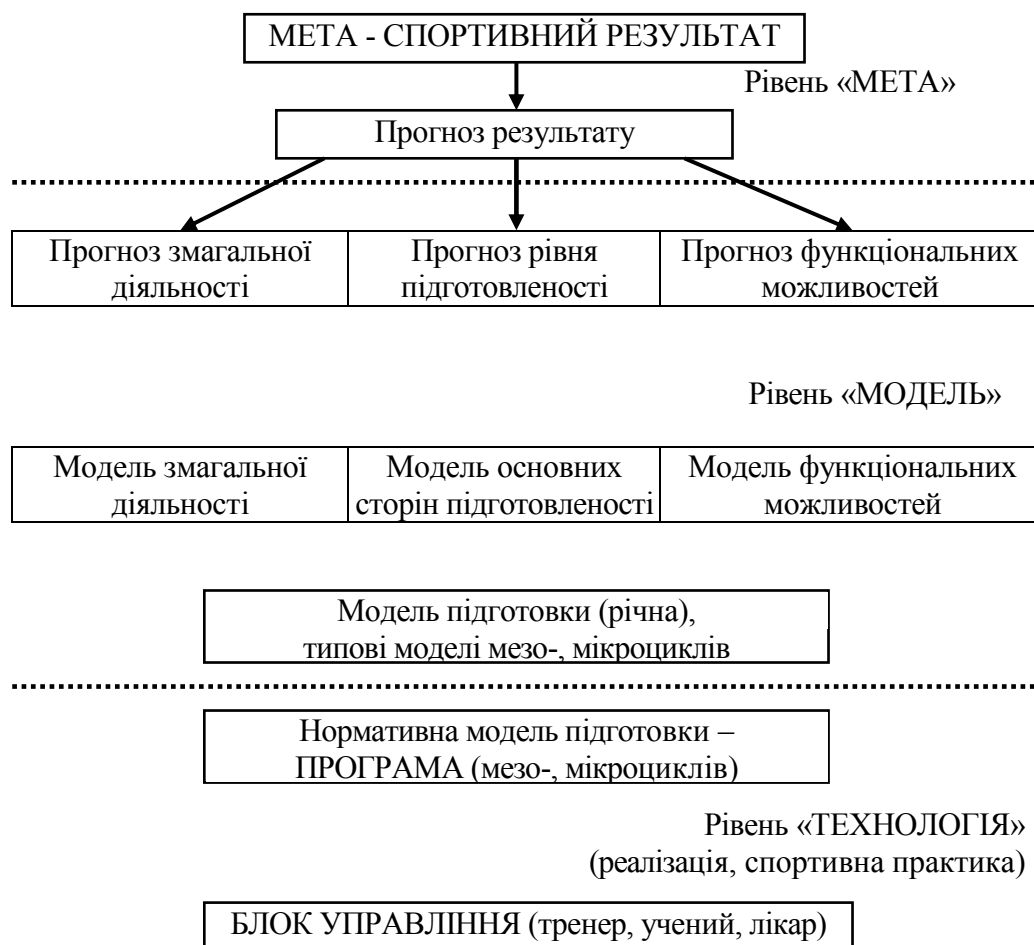 МЕТА - СПОРТИВНИЙ РЕЗУЛЬТАТ
Рівень «МЕТА»
Прогноз результату
Прогноз змагальної
діяльності
Прогноз рівня
підготовленості
Прогноз функціональних
можливостей
Рівень «МОДЕЛЬ»
Модель змагальної
діяльності
Модель основних
сторін підготовленості
Модель функціональних
можливостей
Модель підготовки (річна),
типові моделі мезо-, мікроциклів
Нормативна модель підготовки –
ПРОГРАМА (мезо-, мікроциклів)
Рівень «ТЕХНОЛОГІЯ»
(реалізація, спортивна практика)
БЛОК УПРАВЛІННЯ (тренер, учений, лікар)